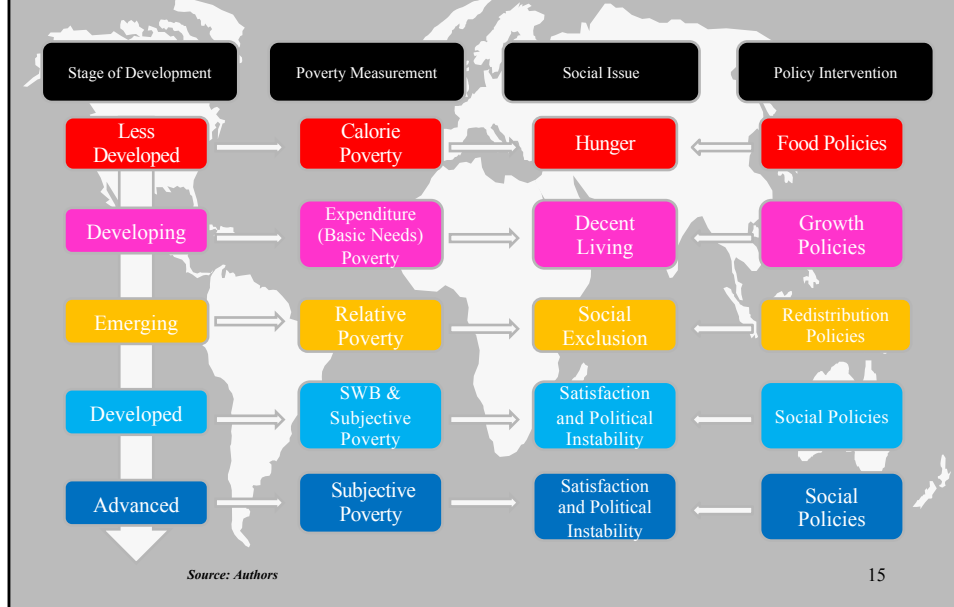 Stage of Development
Poverty Measurement
Social Issue
Policy Intervention
Less
Developed
Calorie
Poverty
Hunger
Food Policies
Developing
Expenditure
(Basic Needs)
Poverty
Decent
Living
Growth
Policies
Emerging
Relative
Poverty
Social
Exclusion
Redistribution
Policies
Developed
SWB &
Subjective
Poverty
Satisfaction
and Political
Instability
Social Policies
Advanced
Subjective
Poverty
Satisfaction
and Political
Instability
Social
Policies
Source: Authors
15